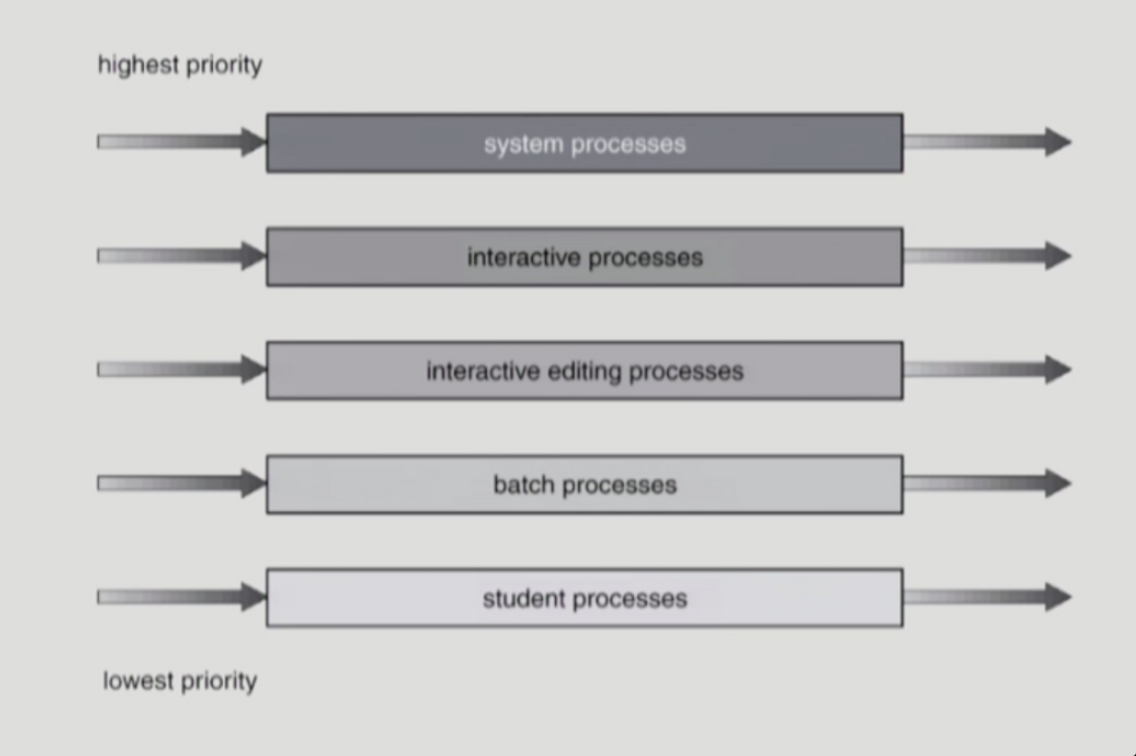 highest priority
system processes
interactive processes
interactive editing processes
batch processes
student processes
lowest priority